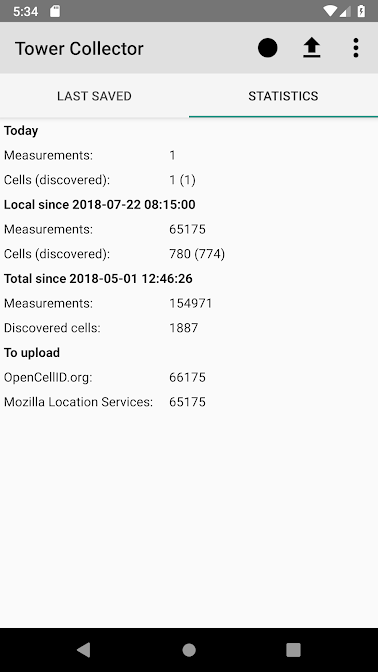 5:34
Tower Collector
LAST SAVED STATISTICS
Today
Measurements: 1
Cells (discovered): 1 (1)
Local since 2018-07-22 08:15:00
Measurements: 65175
Cells (discovered): 780 (774)
Total since 2018-05-01 12:46:26
Measurements: 154971
Discovered cells: 1887
To upload
OpenCellID.org: 66175
Mozilla Location Services: 65175